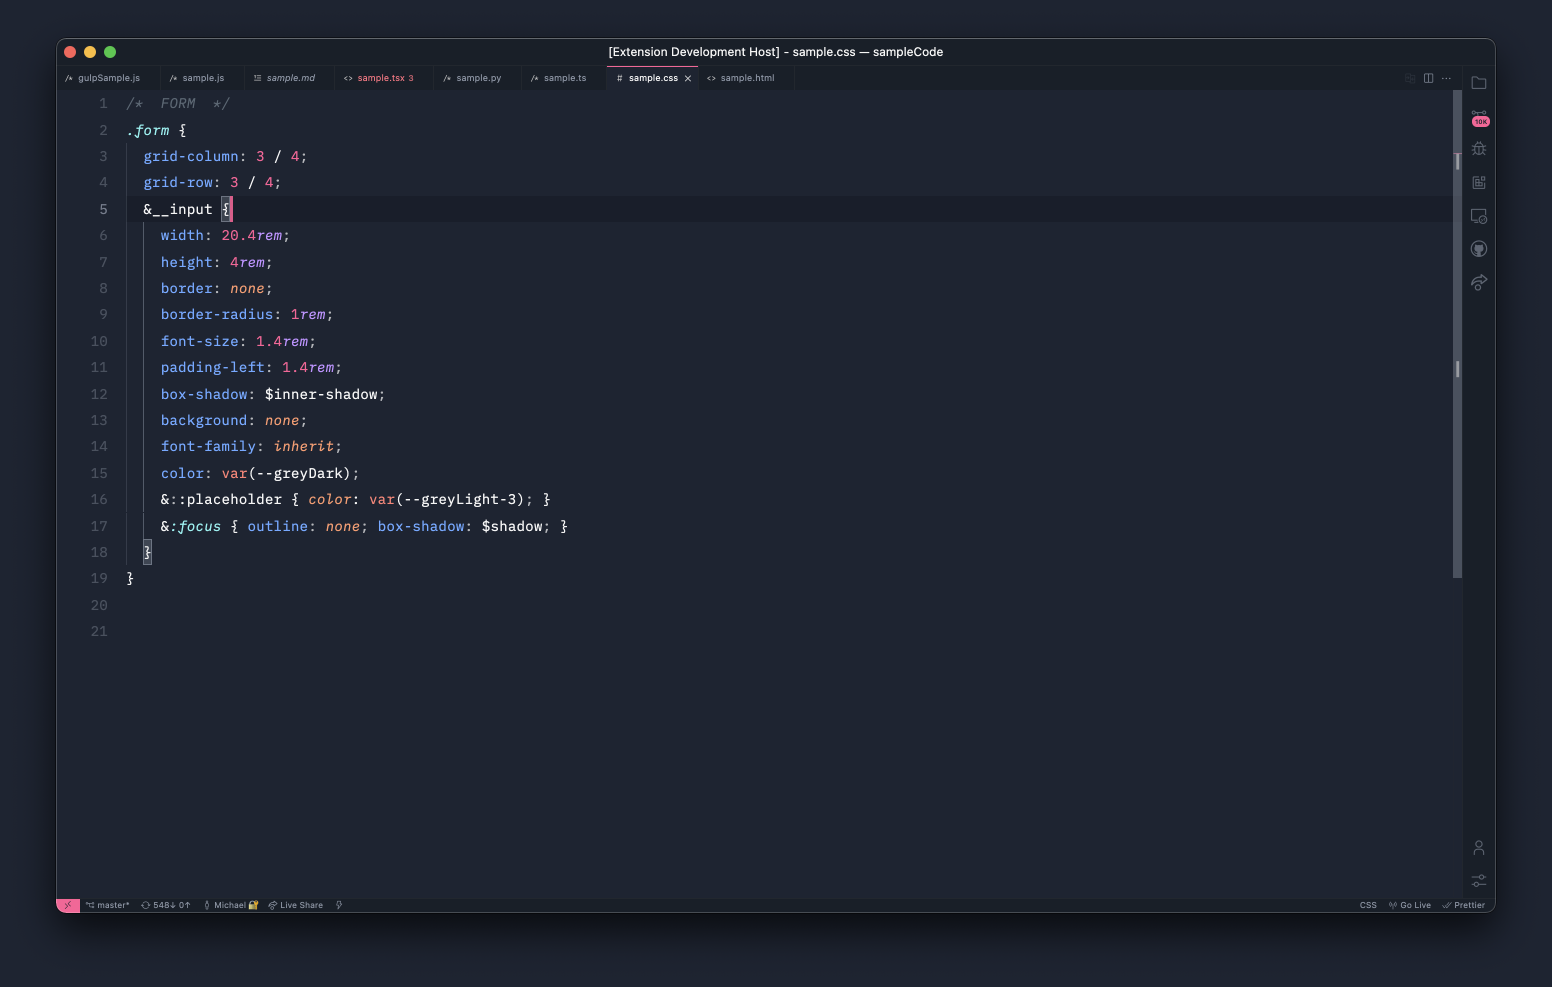 [Extension Development Host] - sample.css — sampleCode
gulpSample.js sample.js sample.md sample.tsx 3 sample.py sample.ts # sample.css sample.html
10K
1 /*  FORM  */
2 .form {
3   grid-column: 3 / 4;
4   grid-row: 3 / 4;
5   &__input {
6     width: 20.4rem;
7     height: 4rem;
8     border: none;
9     border-radius: 1rem;
10     font-size: 1.4rem;
11     padding-left: 1.4rem;
12     box-shadow: $inner-shadow;
13     background: none;
14     font-family: inherit;
15     color: var(--greyDark);
16     &::placeholder { color: var(--greyLight-3); }
17     &:focus { outline: none; box-shadow: $shadow; }
18   }
19 }
20
21
master* 548↓ 0↑ Michael Live Share CSS Go Live Prettier